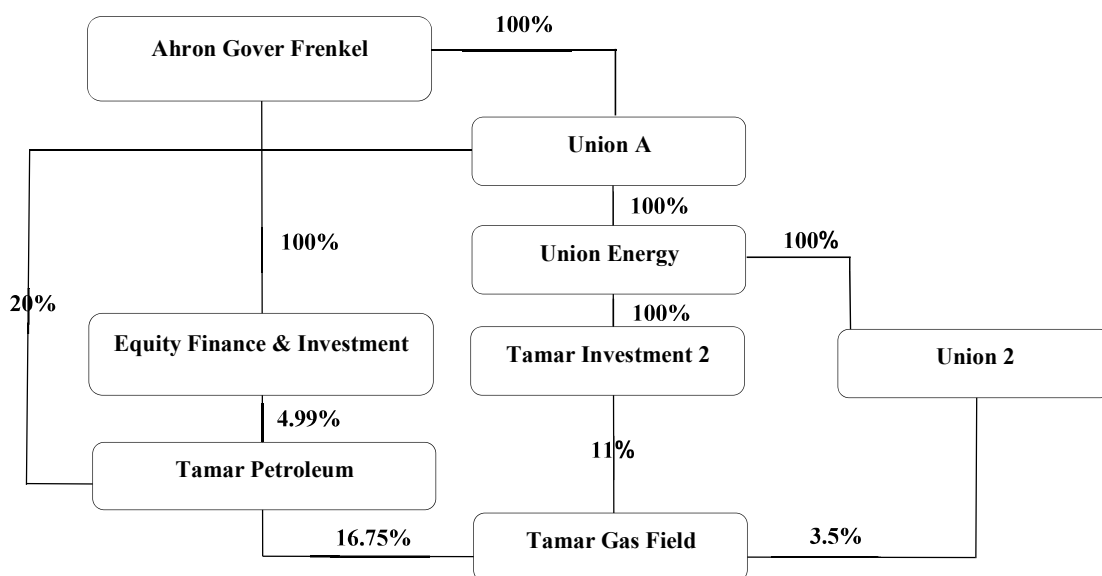 100%
Ahron Gover Frenkel
Union A
100%
100%
Union Energy
100%
20%
100%
Equity Finance & Investment
Tamar Investment 2
Union 2
4.99%
11%
Tamar Petroleum
16.75%
Tamar Gas Field
3.5%